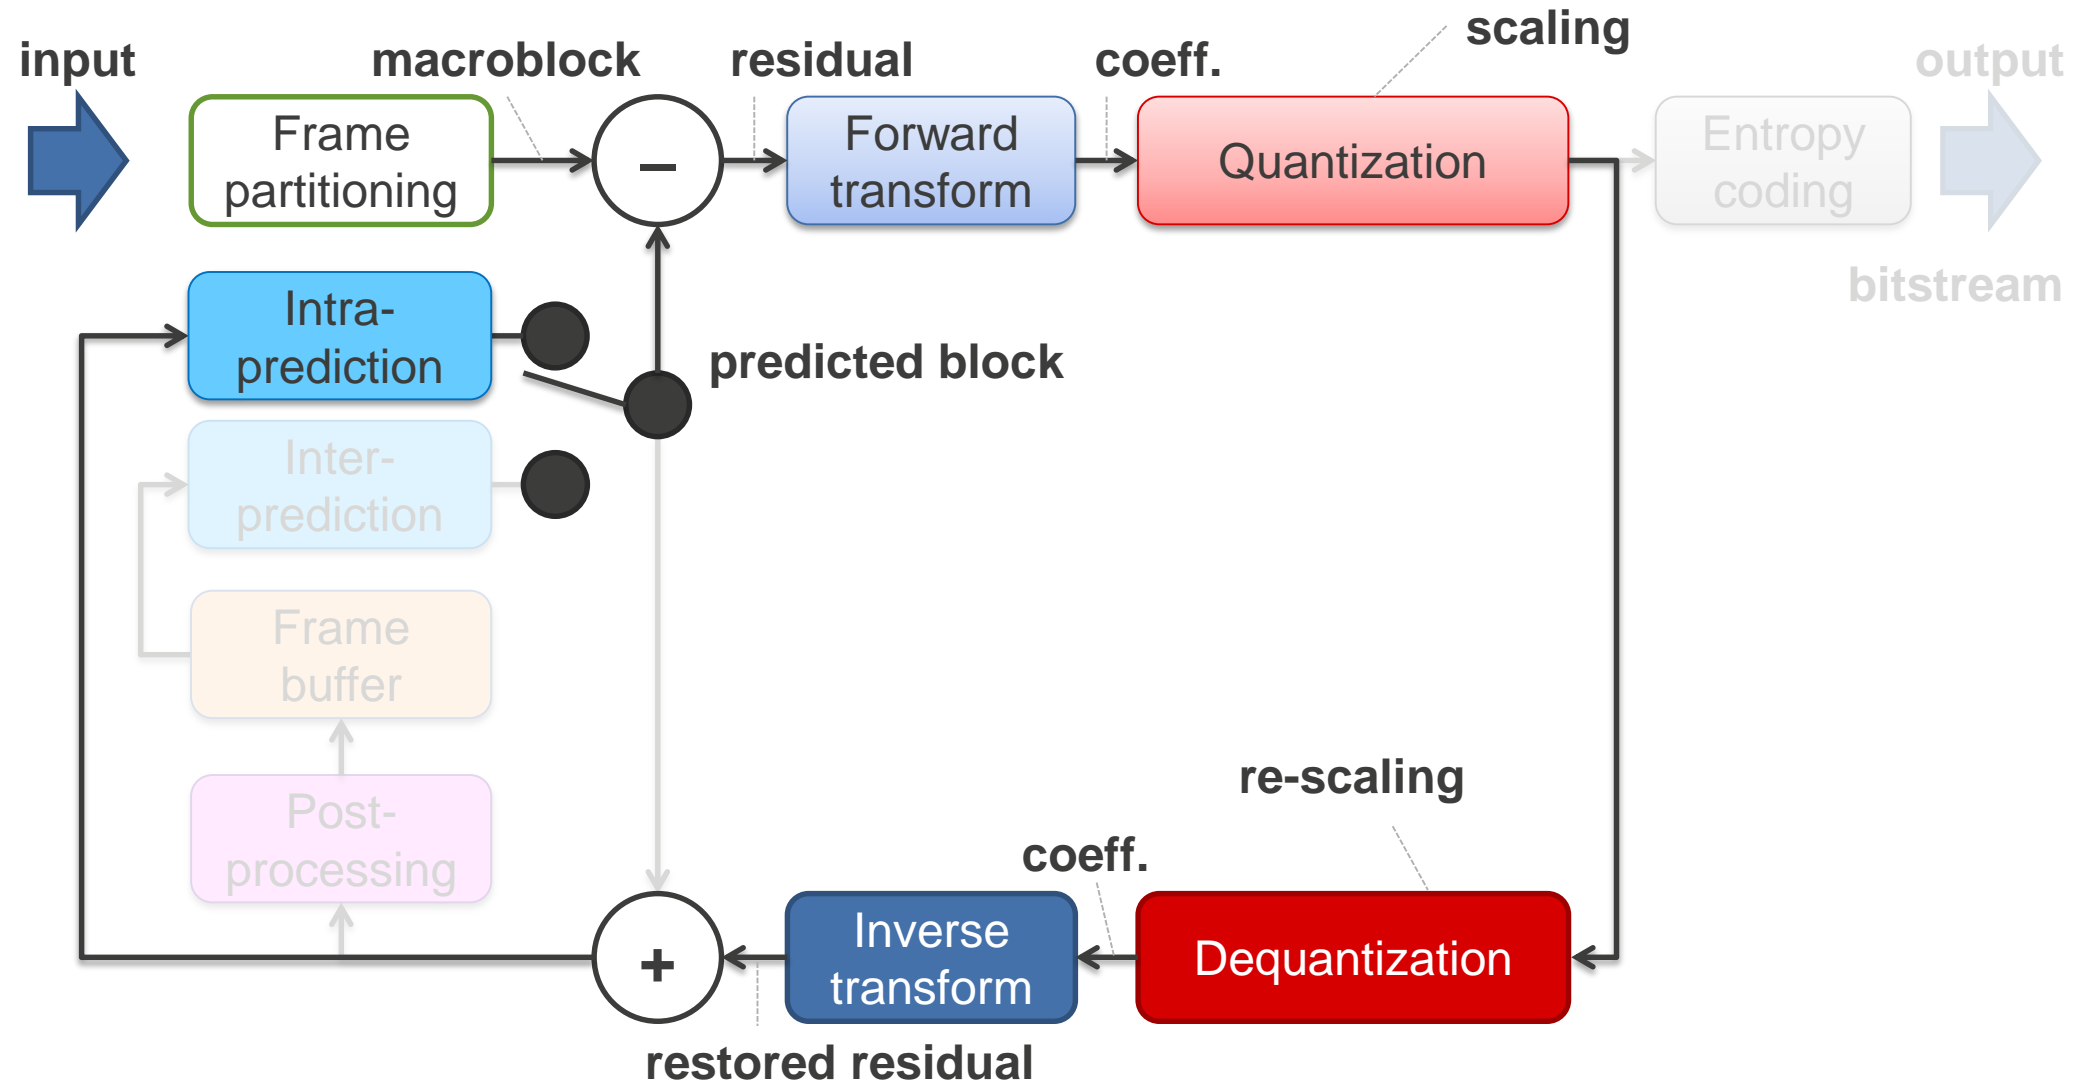 scaling
input
macroblock
residual
coeff.
output
Frame
partitioning
–
Forward
transform
Quantization
Entropy
coding
bitstream
Intra-
prediction
predicted block
Inter-
prediction
Frame
buffer
re-scaling
Post-
processing
coeff.
+
Inverse
transform
Dequantization
restored residual